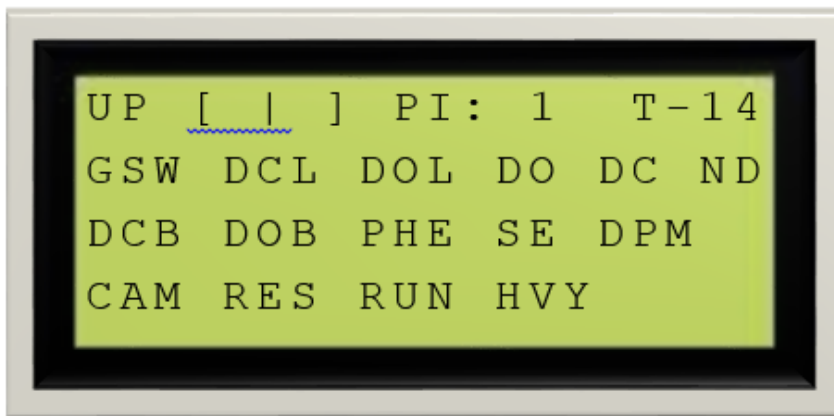 UP [ | ] PI: 1 T-14
GSW DCL DOL DO DC ND
DCB DOB PHE SE DPM
CAM RES RUN HVY